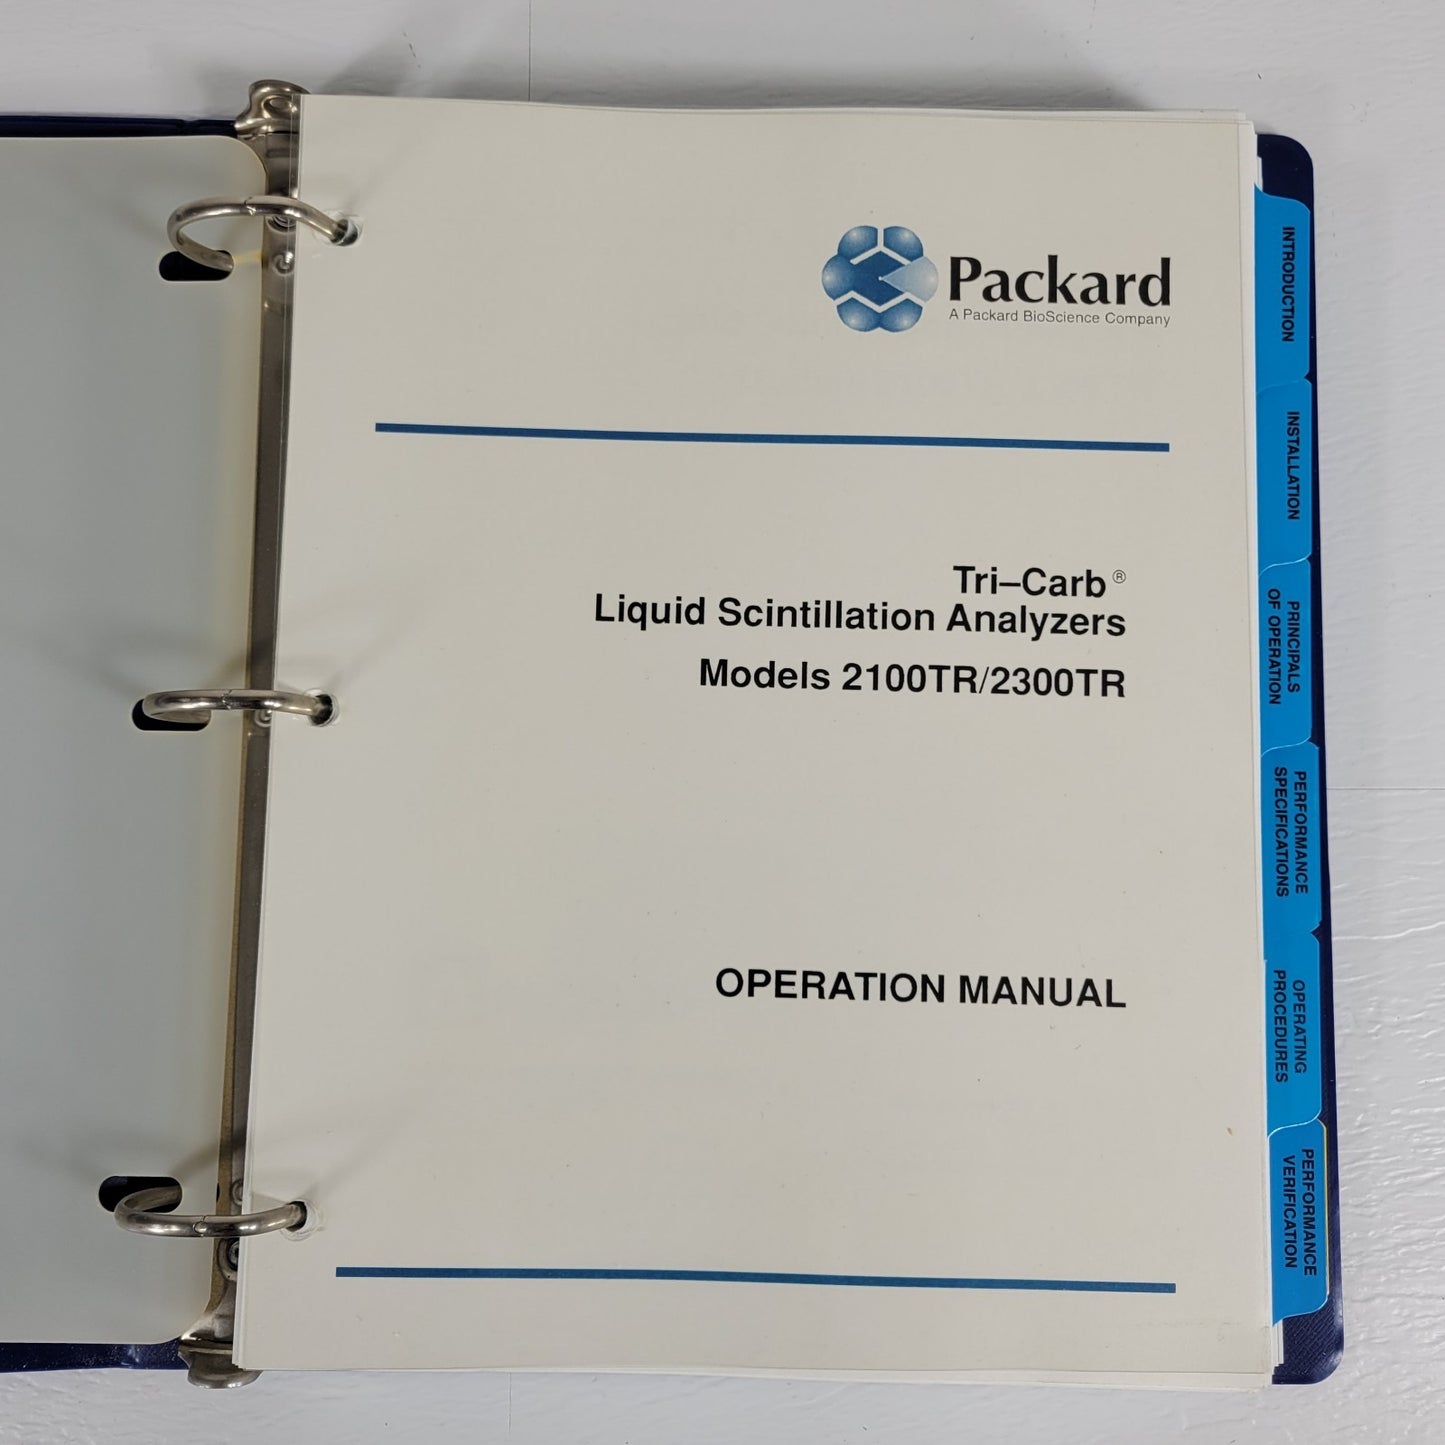 Packard
A Packard BioScience Company
Tri–Carb ®
Liquid Scintillation Analyzers
Models 2100TR/2300TR
OPERATION MANUAL
INTRODUCTION
INSTALLATION
PRINCIPALS
OF OPERATION
PERFORMANCE
SPECIFICATIONS
OPERATING
PROCEDURES
PERFORMANCE
VERIFICATION